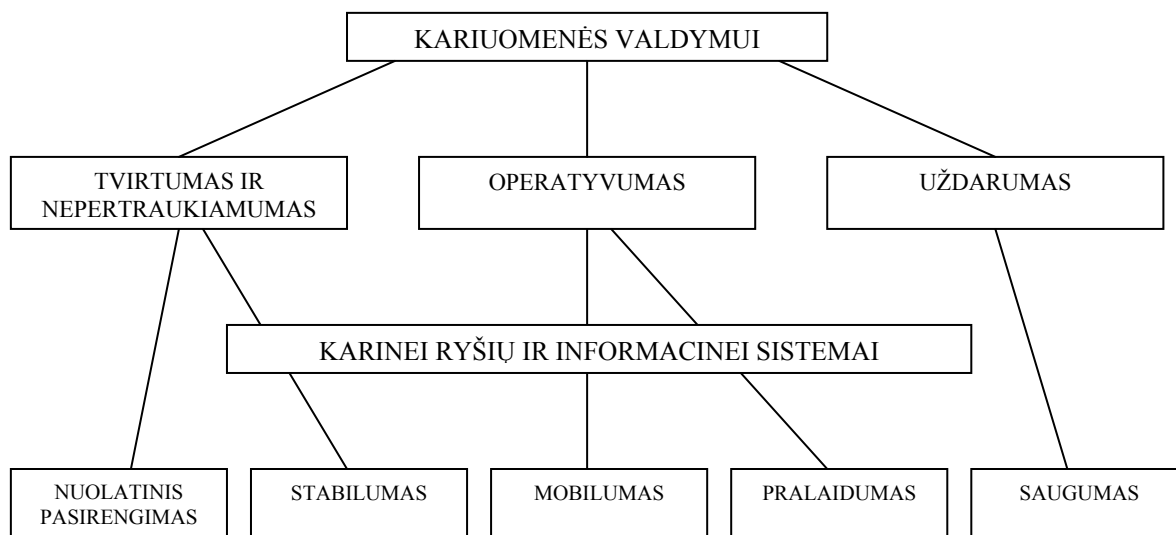 KARIUOMENĖS VALDYMUI
TVIRTUMAS IR
NEPERTRAUKIAMUMAS
OPERATYVUMAS
UŽDARUMAS
KARINEI RYŠIŲ IR INFORMACINEI SISTEMAI
NUOLATINIS
PASIRENGIMAS
STABILUMAS
MOBILUMAS
PRALAIDUMAS
SAUGUMAS